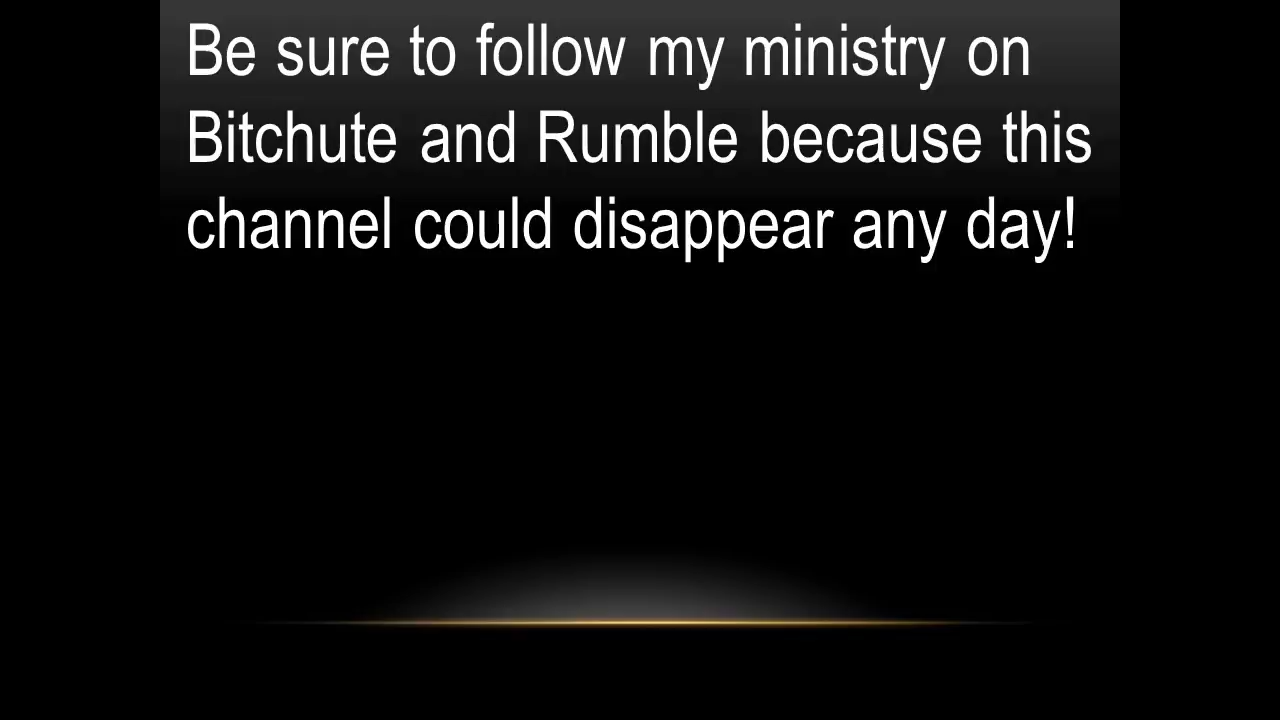 Be sure to follow my ministry on
Bitchute and Rumble because this
channel could disappear any day!